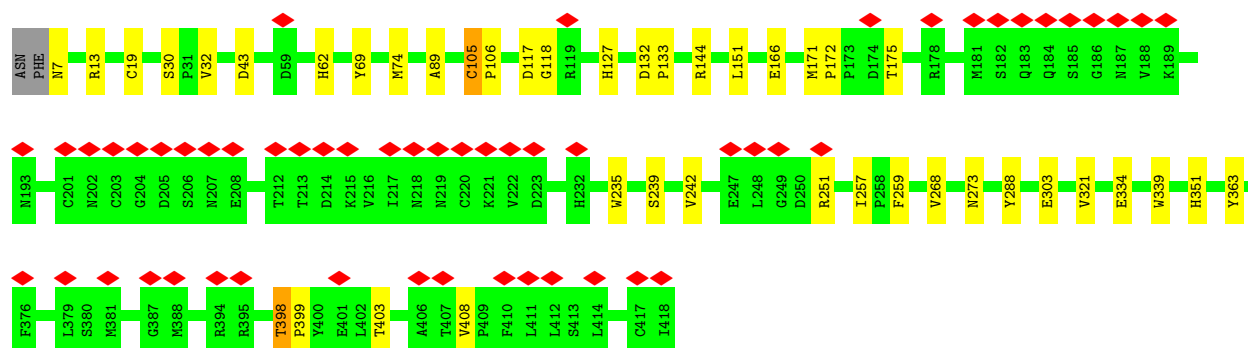 ASN PHE N7 R13 C19 S30 P31 V32 D43 D59 H62 Y69 M74 A89 C105 P106 D117 G118 R119 H127 D132 P133 R144 L151 E166 M171 P172 P173 D174 T175 R178 M181 S182 Q183 Q184 S185 G186 N187 V188 K189
N193 C201 N202 C203 G204 D205 S206 N207 E208 T212 T213 D214 K215 V216 I217 N218 N219 C220 K221 V222 D223 H232 W235 S239 V242 E247 L248 G249 D250 R251 I257 P258 F259 V268 N273 Y288 E303 V321 E334 W339 H351 Y363
F376 L379 S380 M381 G387 M388 R394 R395 T398 P399 Y400 E401 L402 T403 A406 T407 V408 P409 F410 L411 L412 S413 L414 C417 I418